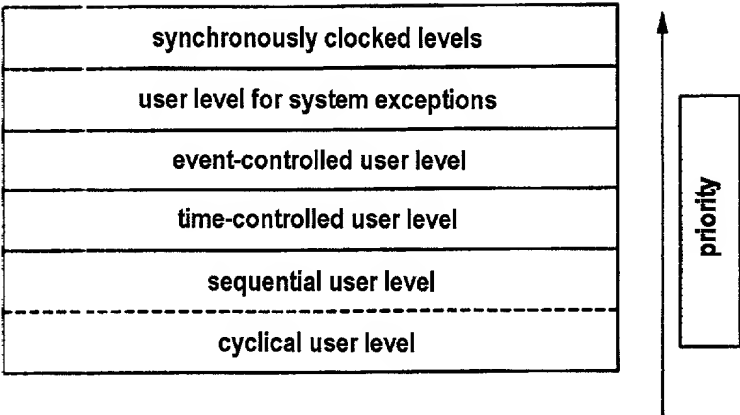 synchronously clocked levels
user level for system exceptions
event-controlled user level
time-controlled user level
sequential user level
cyclical user level
priority